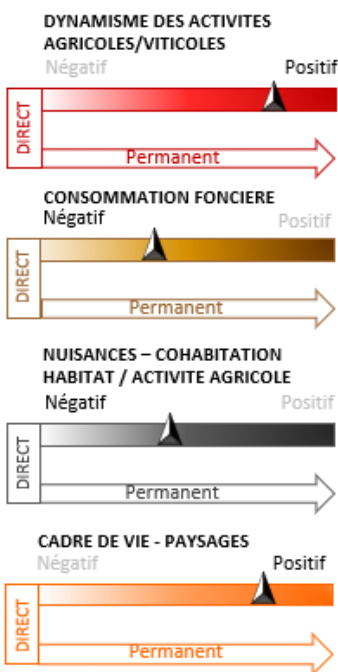 DYNAMISME DES ACTIVITES
AGRICOLES/VITICOLES
Négatif Positif
DIRECT
Permanent
CONSOMMATION FONCIERE
Négatif Positif
DIRECT
Permanent
NUISANCES – COHABITATION
HABITAT / ACTIVITE AGRICOLE
Négatif Positif
DIRECT
Permanent
CADRE DE VIE - PAYSAGES
Négatif Positif
DIRECT
Permanent